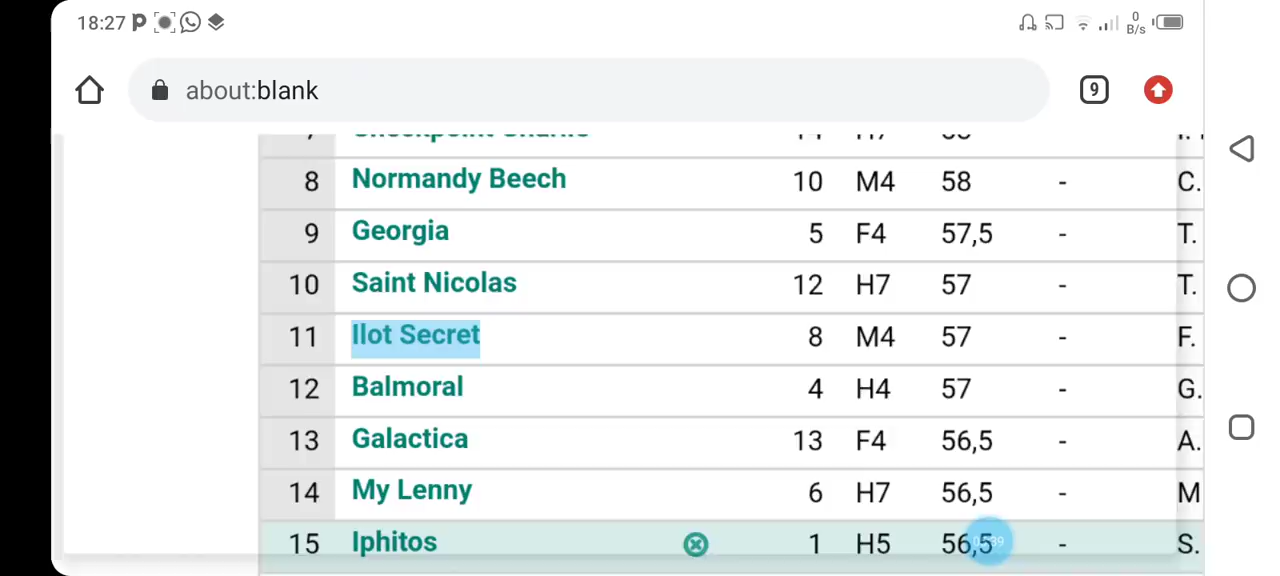 18:27 P 0 B/s
about:blank 9
8 Normandy Beech 10 M4 58 - C.
9 Georgia 5 F4 57,5 - T.
10 Saint Nicolas 12 H7 57 - T.
11 Ilot Secret 8 M4 57 - F.
12 Balmoral 4 H4 57 - G.
13 Galactica 13 F4 56,5 - A.
14 My Lenny 6 H7 56,5 - M
15 Iphitos 1 H5 56,5 - S.